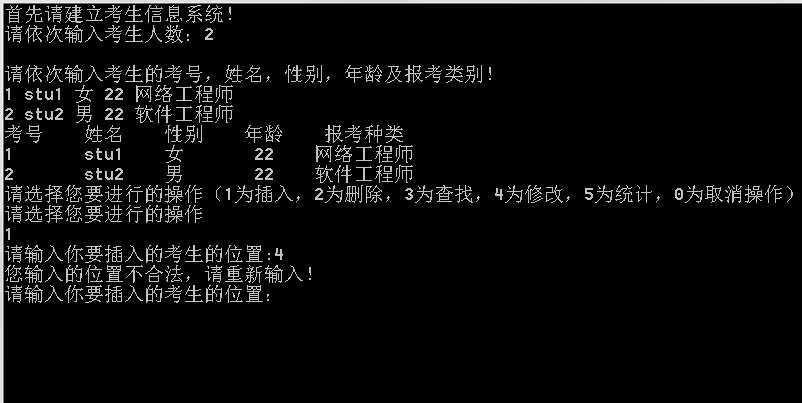 首先请建立考生信息系统!
请依次输入考生人数：2
请依次输入考生的考号，姓名，性别，年龄及报考类别!
1 stu1 女 22 网络工程师
2 stu2 男 22 软件工程师
考号 姓名 性别 年龄 报考种类
1 stu1 女 22 网络工程师
2 stu2 男 22 软件工程师
请选择您要进行的操作（1为插入，2为删除，3为查找，4为修改，5为统计，0为取消操作）
请选择您要进行的操作
1
请输入你要插入的考生的位置:4
您输入的位置不合法，请重新输入!
请输入你要插入的考生的位置: